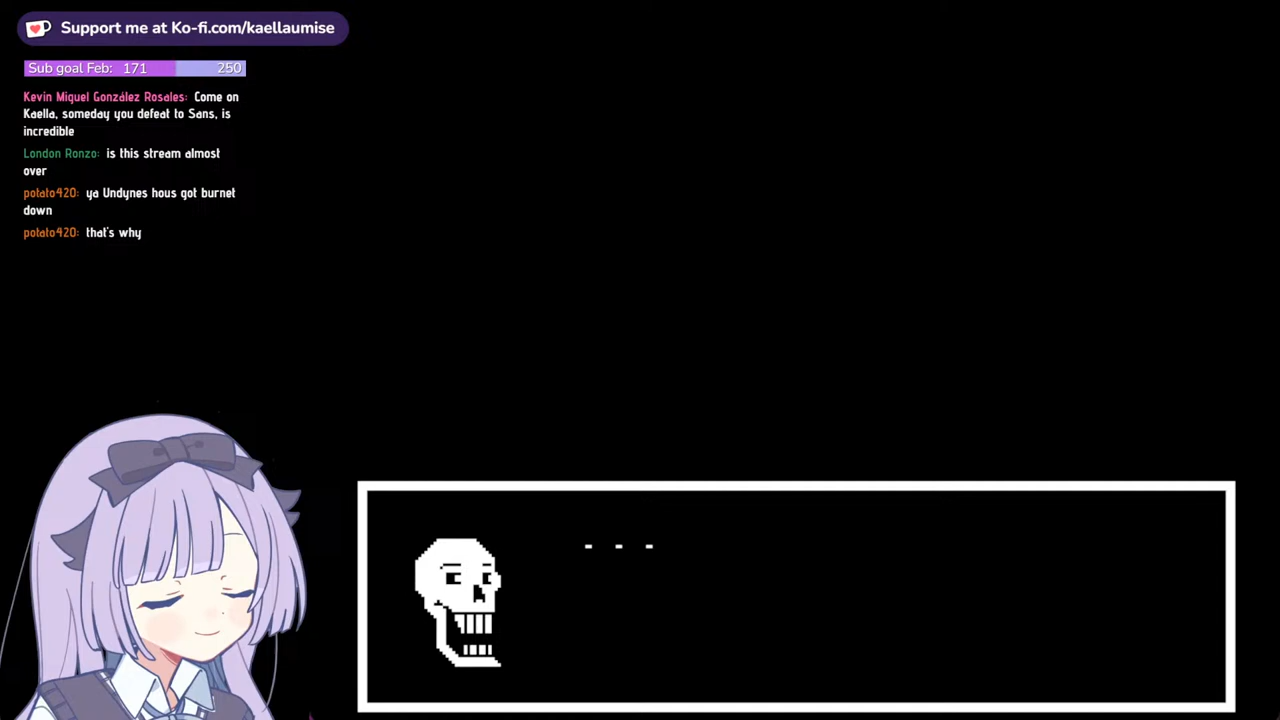 Support me at Ko-fi.com/kaellaumise
Sub goal Feb: 171 250
Kevin Miguel González Rosales: Come on
Kaella, someday you defeat to Sans, is
incredible
London Ronzo: is this stream almost
over
potato420: ya Undynes hous got burnet
down
potato420: that's why
- - -